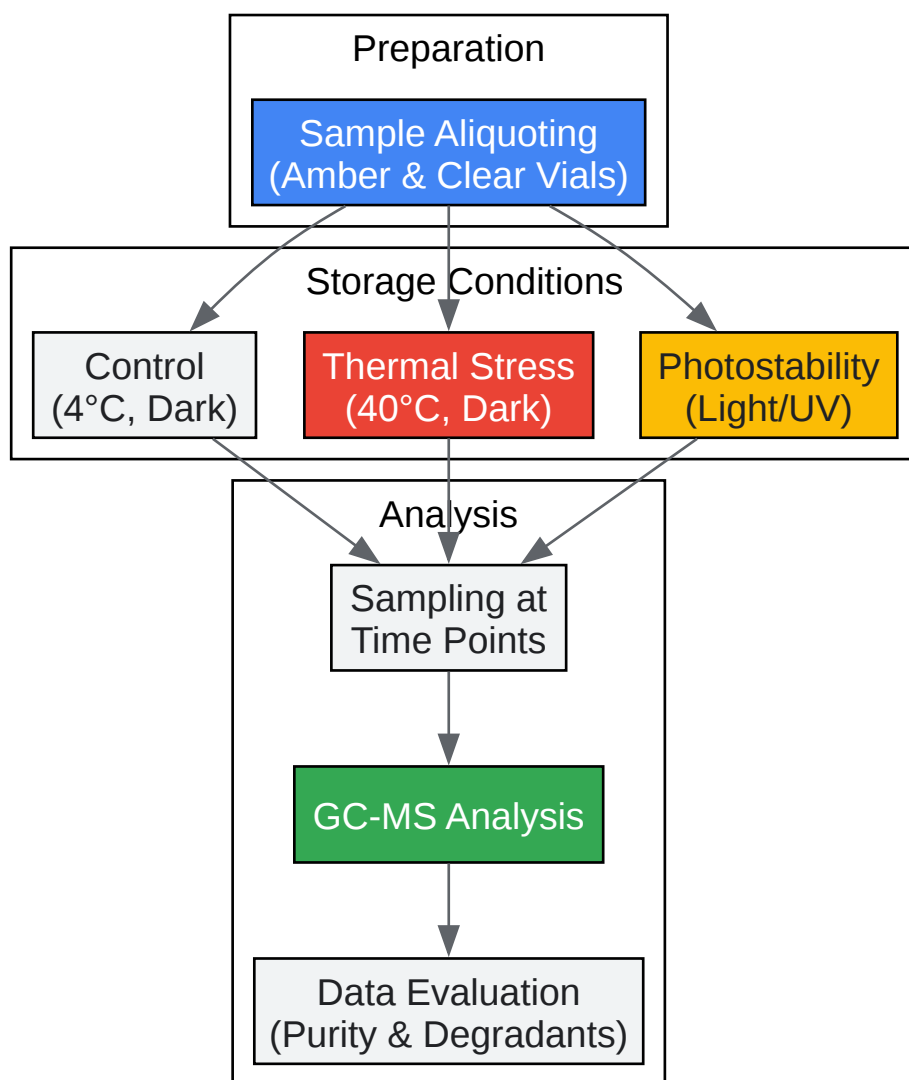 Preparation
Sample Aliquoting
(Amber & Clear Vials)
Storage Conditions
Control
(4°C, Dark)
Thermal Stress
(40°C, Dark)
Photostability
(Light/UV)
Analysis
Sampling at
Time Points
GC-MS Analysis
Data Evaluation
(Purity & Degradants)